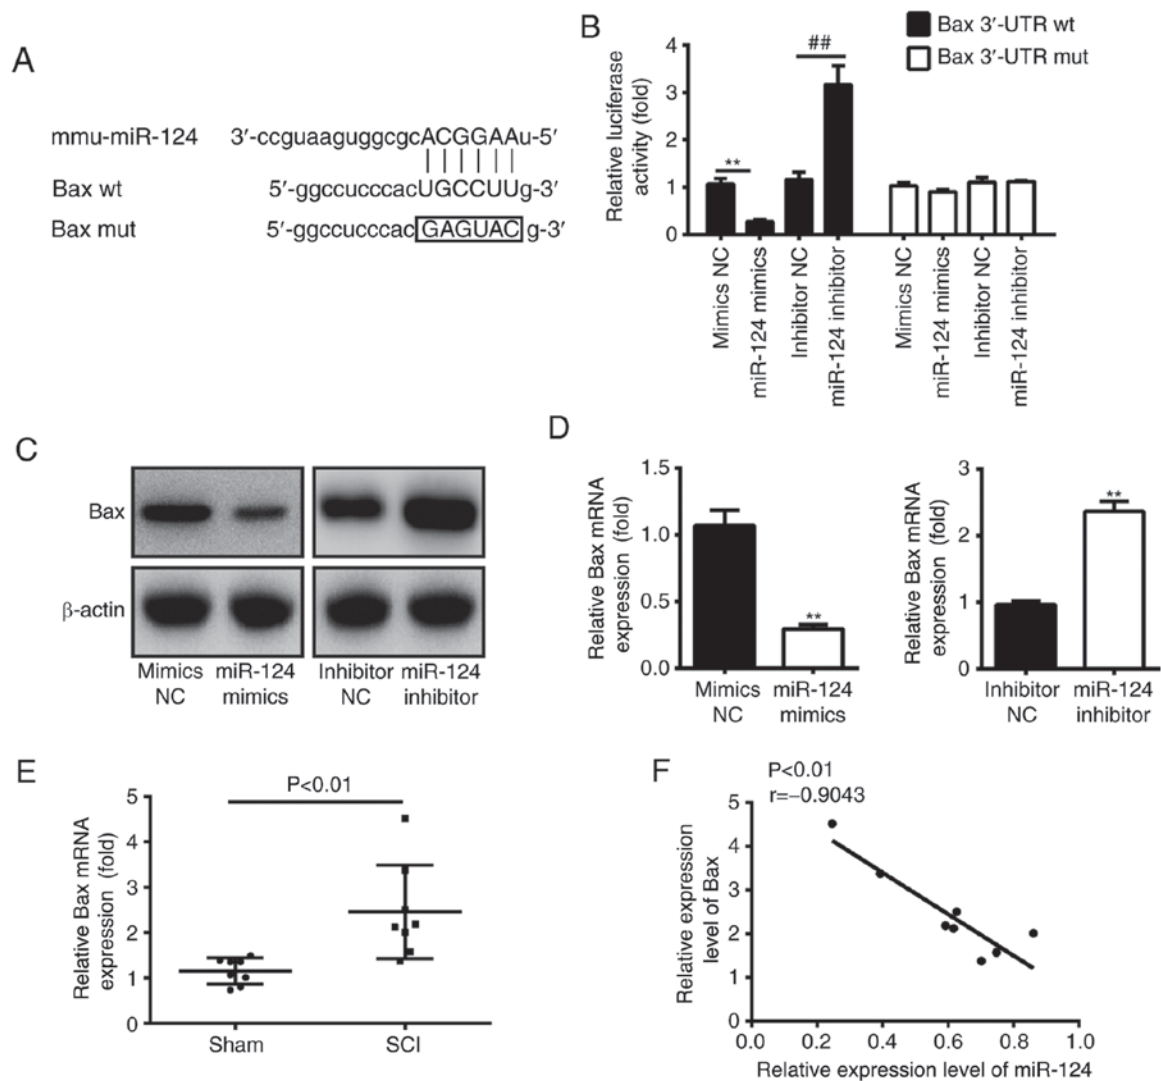 A
mmu-miR-124 3′-ccguaaguggcgcACGGAAu-5′
Bax wt 5′-ggccucccacUGCCUUg-3′
Bax mut 5′-ggccucccacGAGUACg-3′
B
Bax 3′-UTR wt
Bax 3′-UTR mut
Relative luciferase
activity (fold)
4
3
2
1
0
**
##
Mimics NC
miR-124 mimics
Inhibitor NC
miR-124 inhibitor
Mimics NC
miR-124 mimics
Inhibitor NC
miR-124 inhibitor
C
Bax
β-actin
Mimics
NC
miR-124
mimics
Inhibitor
NC
miR-124
inhibitor
D
Relative Bax mRNA
expression (fold)
1.5
1.0
0.5
0.0
**
Mimics
NC
miR-124
mimics
Relative Bax mRNA
expression (fold)
3
2
1
0
**
Inhibitor
NC
miR-124
inhibitor
E
Relative Bax mRNA
expression (fold)
5
4
3
2
1
0
P<0.01
Sham
SCI
F
P<0.01
r=−0.9043
Relative expression
level of Bax
5
4
3
2
1
0
0.0 0.2 0.4 0.6 0.8 1.0
Relative expression level of miR-124